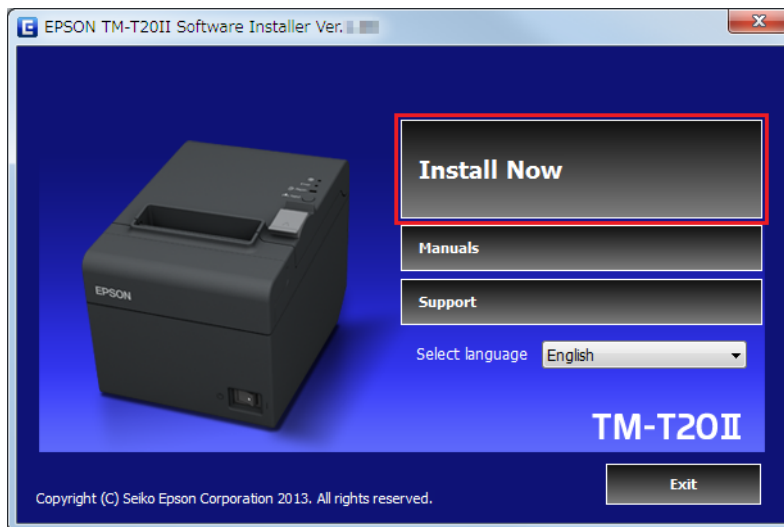 EPSON TM-T20II Software Installer Ver.
Install Now
Manuals
Support
Select language English
EPSON
TM-T20II
Exit
Copyright (C) Seiko Epson Corporation 2013. All rights reserved.